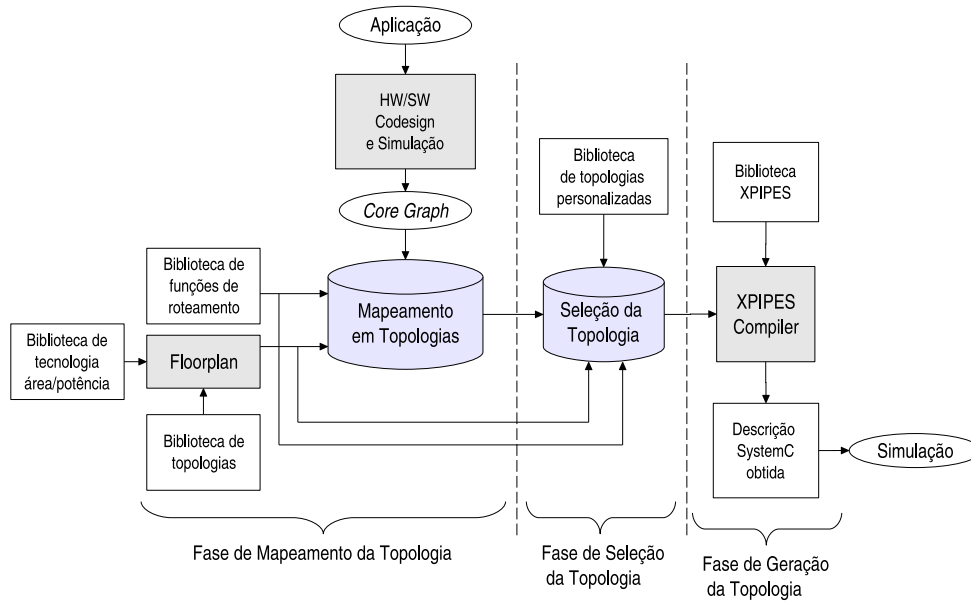 Aplicação
HW/SW
Codesign
e Simulação
Core Graph
Biblioteca
de topologias
personalizadas
Biblioteca
XPIPES
Biblioteca de
funções de
roteamento
Mapeamento
em Topologias
Seleção da
Topologia
XPIPES
Compiler
Biblioteca de
tecnologia
área/potência
Floorplan
Biblioteca de
topologias
Descrição
SystemC
obtida
Simulação
Fase de Mapeamento da Topologia
Fase de Seleção
da Topologia
Fase de Geração
da Topologia